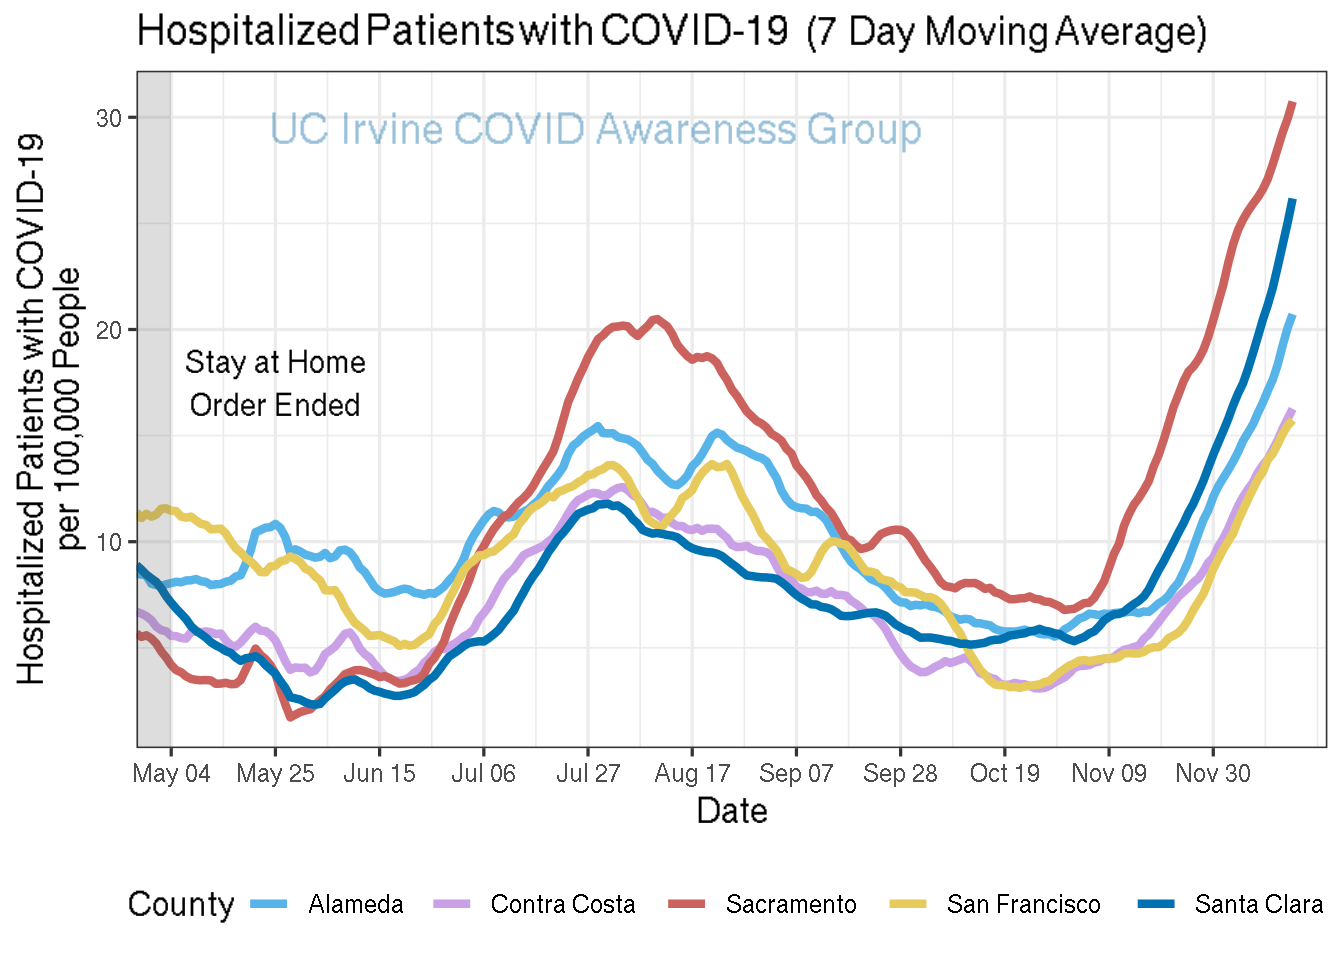 Hospitalized Patients with COVID-19 (7 Day Moving Average)
Hospitalized Patients with COVID-19
per 100,000 People
30
20
10
UC Irvine COVID Awareness Group
Stay at Home
Order Ended
May 04 May 25 Jun 15 Jul 06 Jul 27 Aug 17 Sep 07 Sep 28 Oct 19 Nov 09 Nov 30
Date
County Alameda Contra Costa Sacramento San Francisco Santa Clara